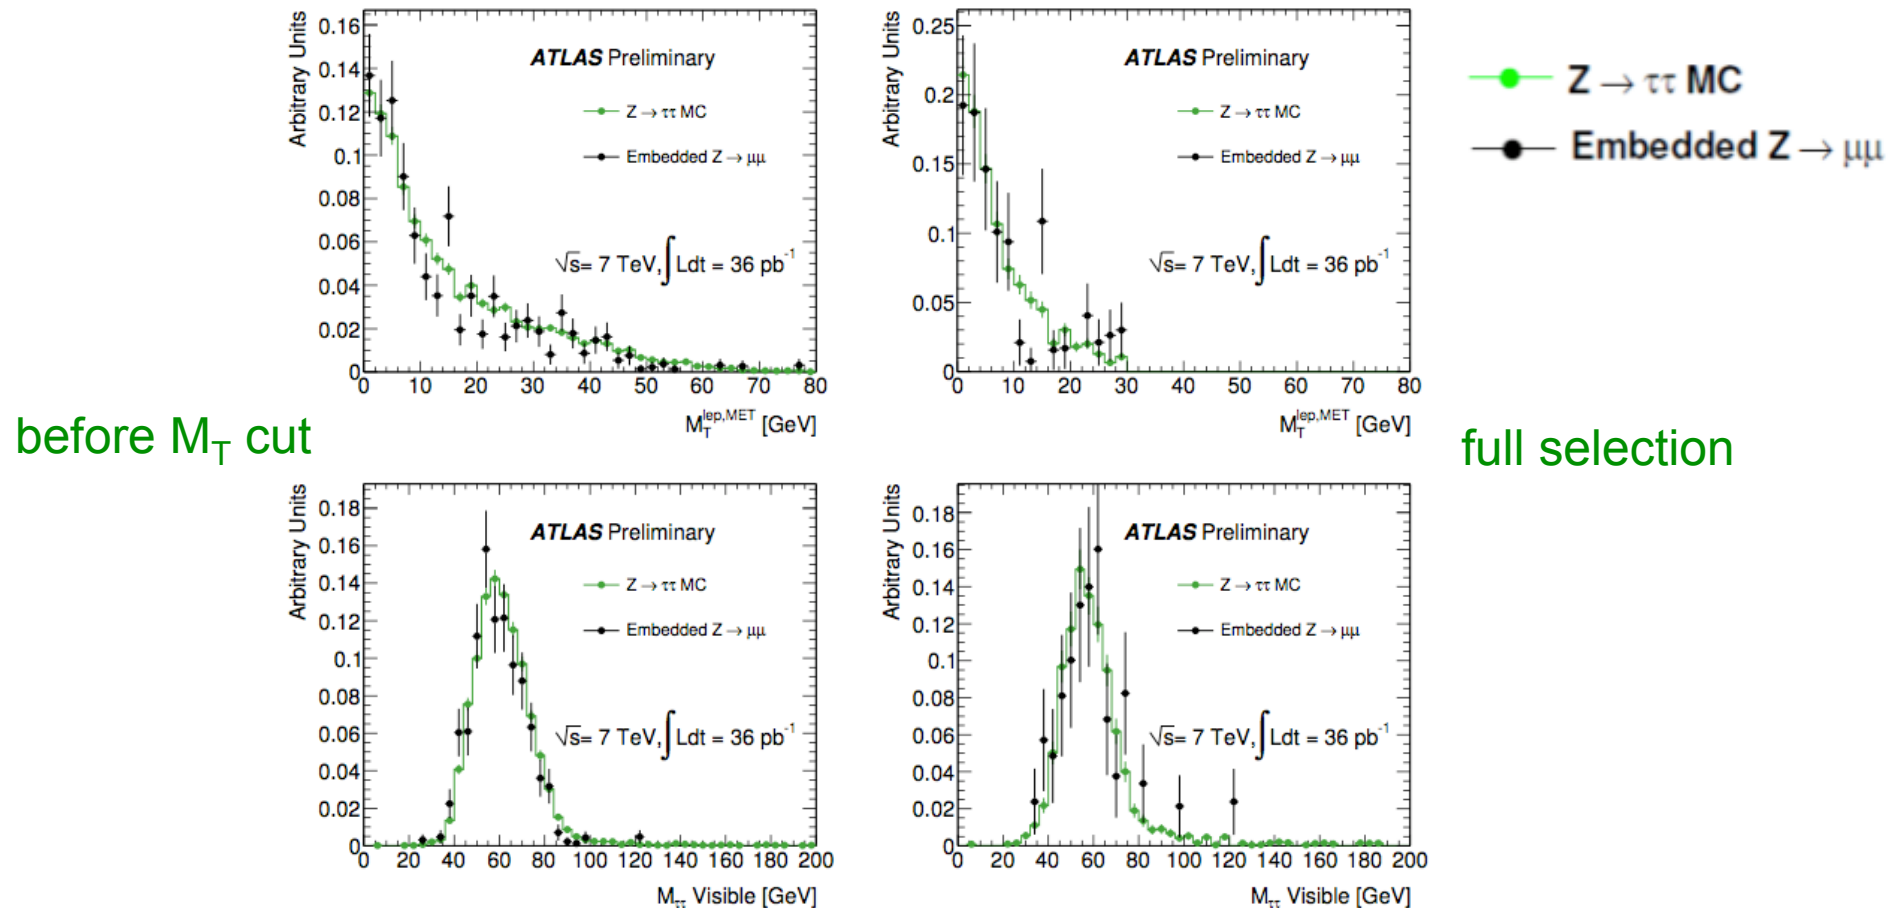 Arbitrary Units
0.16
0.14
0.12
0.1
0.08
0.06
0.04
0.02
0
ATLAS Preliminary
Z → ττ MC
Embedded Z → μμ
√s= 7 TeV, ∫ Ldt = 36 pb⁻¹
0 10 20 30 40 50 60 70 80
M_T^lep,MET [GeV]
Arbitrary Units
0.25
0.2
0.15
0.1
0.05
0
ATLAS Preliminary
Z → ττ MC
Embedded Z → μμ
√s= 7 TeV, ∫ Ldt = 36 pb⁻¹
0 10 20 30 40 50 60 70 80
M_T^lep,MET [GeV]
Z → ττ MC
Embedded Z → μμ
before M_T cut
full selection
Arbitrary Units
0.18
0.16
0.14
0.12
0.1
0.08
0.06
0.04
0.02
0
ATLAS Preliminary
Z → ττ MC
Embedded Z → μμ
√s= 7 TeV, ∫ Ldt = 36 pb⁻¹
0 20 40 60 80 100 120 140 160 180 200
M_ττ Visible [GeV]
Arbitrary Units
0.18
0.16
0.14
0.12
0.1
0.08
0.06
0.04
0.02
0
ATLAS Preliminary
Z → ττ MC
Embedded Z → μμ
√s= 7 TeV, ∫ Ldt = 36 pb⁻¹
0 20 40 60 80 100 120 140 160 180 200
M_ττ Visible [GeV]